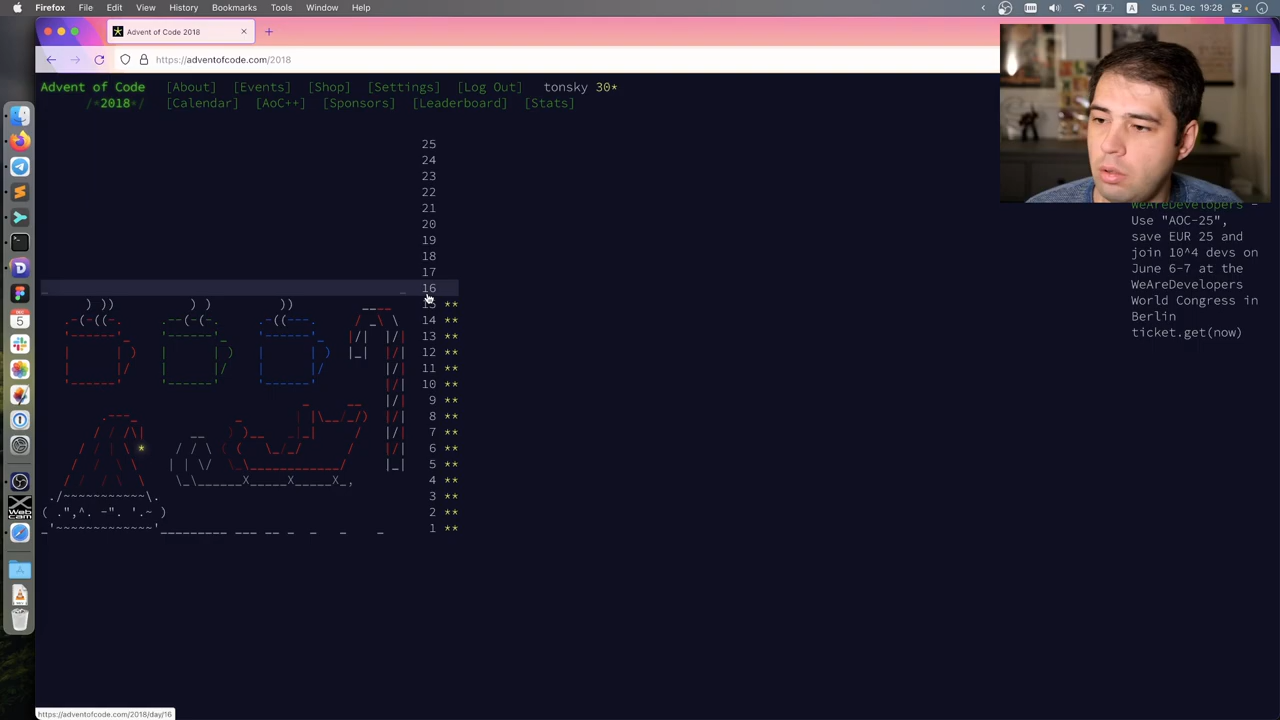 Firefox File Edit View History Bookmarks Tools Window Help
A Sun 5. Dec 19:28
Advent of Code 2018
https://adventofcode.com/2018
Advent of Code [About] [Events] [Shop] [Settings] [Log Out] tonsky 30*
/*2018*/ [Calendar] [AoC++] [Sponsors] [Leaderboard] [Stats]
25
24
23
22
21
20
19
18
17
16
15 **
14 **
13 **
12 **
11 **
10 **
9 **
8 **
7 **
6 **
5 **
4 **
3 **
2 **
1 **
WeAreDevelopers -
Use "AOC-25",
save EUR 25 and
join 10^4 devs on
June 6-7 at the
WeAreDevelopers
World Congress in
Berlin
ticket.get(now)
DEC
5
Web
cam
https://adventofcode.com/2018/day/16